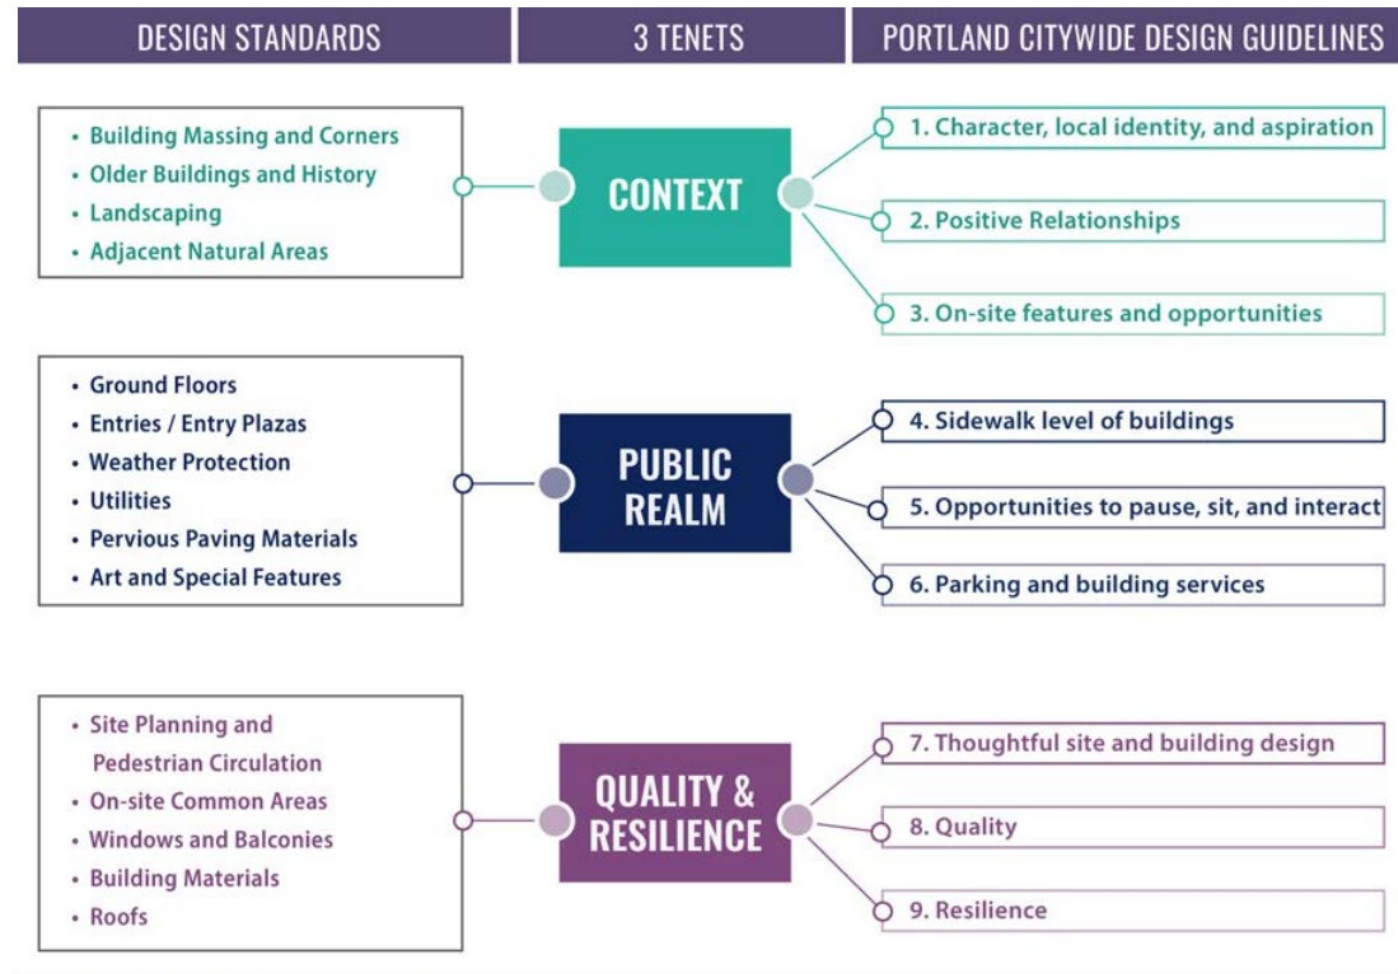 DESIGN STANDARDS
3 TENETS
PORTLAND CITYWIDE DESIGN GUIDELINES
• Building Massing and Corners
• Older Buildings and History
• Landscaping
• Adjacent Natural Areas
CONTEXT
1. Character, local identity, and aspiration
2. Positive Relationships
3. On-site features and opportunities
• Ground Floors
• Entries / Entry Plazas
• Weather Protection
• Utilities
• Pervious Paving Materials
• Art and Special Features
PUBLIC
REALM
4. Sidewalk level of buildings
5. Opportunities to pause, sit, and interact
6. Parking and building services
• Site Planning and
Pedestrian Circulation
• On-site Common Areas
• Windows and Balconies
• Building Materials
• Roofs
QUALITY &
RESILIENCE
7. Thoughtful site and building design
8. Quality
9. Resilience